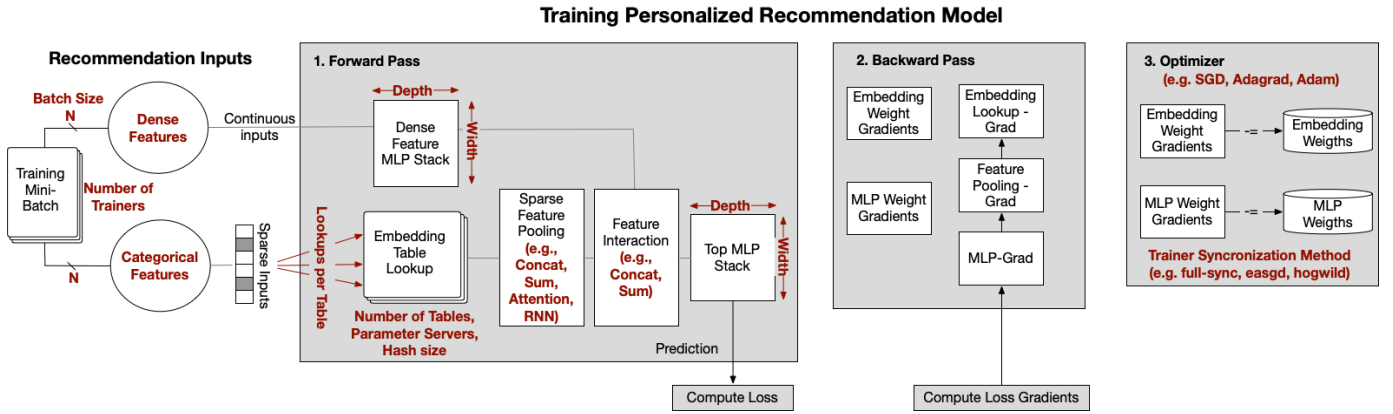 Training Personalized Recommendation Model
Recommendation Inputs
Batch Size
N
Dense
Features
Training
Mini-
Batch
Number of
Trainers
N
Categorical
Features
Continuous
inputs
Sparse Inputs
1. Forward Pass
Depth
Width
Dense
Feature
MLP Stack
Lookups per Table
Embedding
Table
Lookup
Number of Tables,
Parameter Servers,
Hash size
Sparse
Feature
Pooling
(e.g.,
Concat,
Sum,
Attention,
RNN)
Feature
Interaction
(e.g.,
Concat,
Sum)
Depth
Width
Top MLP
Stack
Prediction
Compute Loss
2. Backward Pass
Embedding
Weight
Gradients
Embedding
Lookup -
Grad
MLP Weight
Gradients
Feature
Pooling -
Grad
MLP-Grad
Compute Loss Gradients
3. Optimizer
(e.g. SGD, Adagrad, Adam)
Embedding
Weight
Gradients
-=
Embedding
Weigths
MLP Weight
Gradients
-=
MLP
Weigths
Trainer Syncronization Method
(e.g. full-sync, easgd, hogwild)